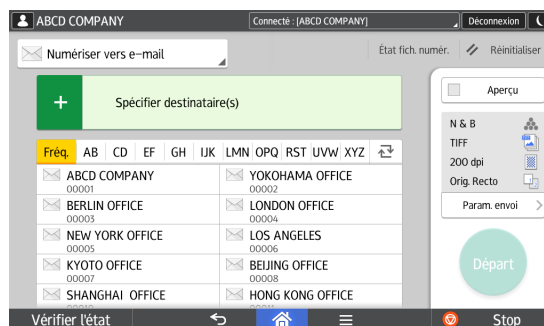 ABCD COMPANY
Connecté : [ABCD COMPANY]
Déconnexion
Numériser vers e-mail
État fich. numér.
Réinitialiser
+
Spécifier destinataire(s)
Aperçu
Fréq. AB CD EF GH IJK LMN OPQ RST UVW XYZ
N & B
TIFF
200 dpi
Orig. Recto
Param. envoi
Départ
ABCD COMPANY
00001
YOKOHAMA OFFICE
00002
BERLIN OFFICE
00003
LONDON OFFICE
00004
NEW YORK OFFICE
00005
LOS ANGELES
00006
KYOTO OFFICE
00007
BEIJING OFFICE
00008
SHANGHAI OFFICE
HONG KONG OFFICE
Vérifier l'état
Stop